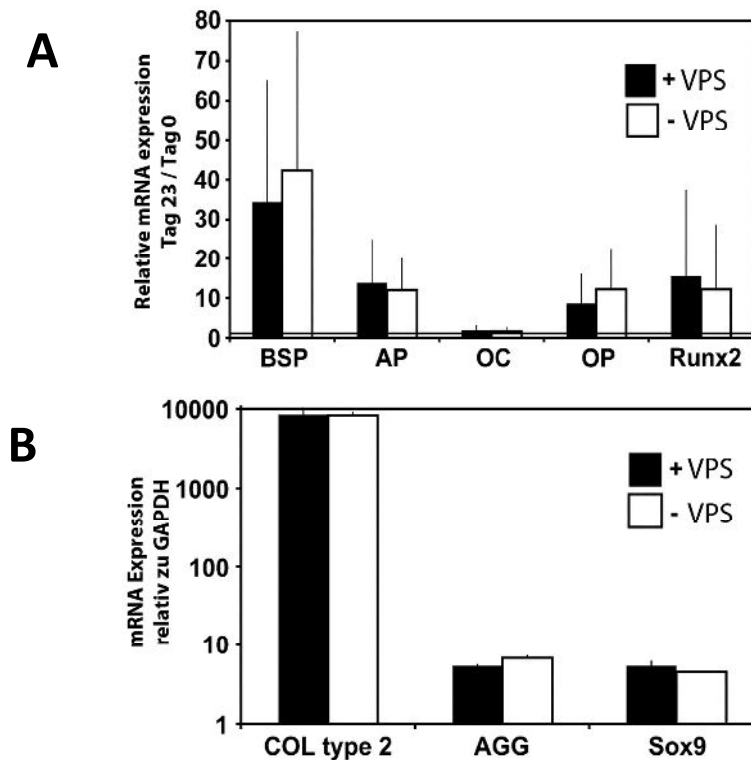 A
Relative mRNA expression
Tag 23 / Tag 0
80
70
60
50
40
30
20
10
0
+ VPS
- VPS
BSP AP OC OP Runx2
B
mRNA Expression
relativ zu GAPDH
10000
1000
100
10
1
+ VPS
- VPS
COL type 2 AGG Sox9